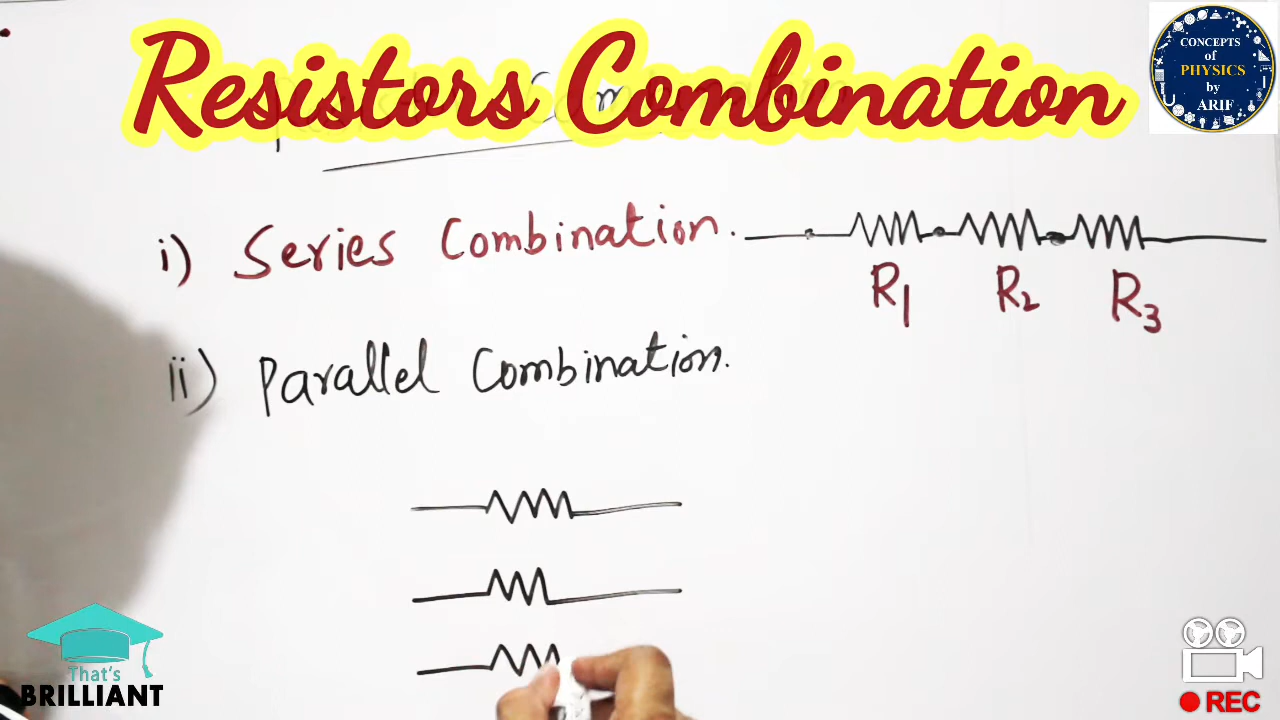 Resistors Combination
CONCEPTS
of
PHYSICS
by
ARIF
i) Series Combination.
R1 R2 R3
ii) Parallel Combination.
That's
BRILLIANT
REC